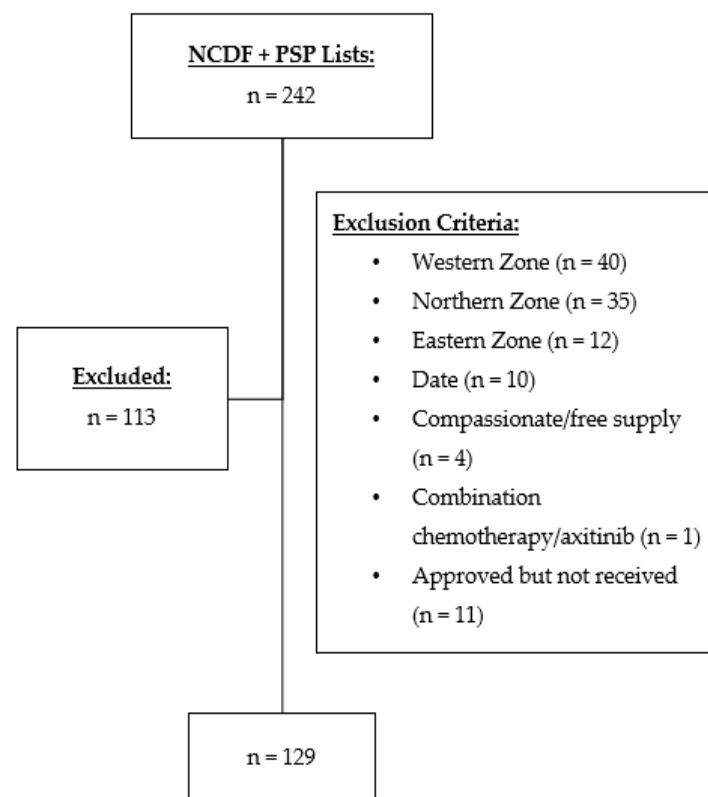 NCDF + PSP Lists:
n = 242
Exclusion Criteria:
• Western Zone (n = 40)
• Northern Zone (n = 35)
• Eastern Zone (n = 12)
• Date (n = 10)
• Compassionate/free supply
(n = 4)
• Combination
chemotherapy/axitinib (n = 1)
• Approved but not received
(n = 11)
Excluded:
n = 113
n = 129